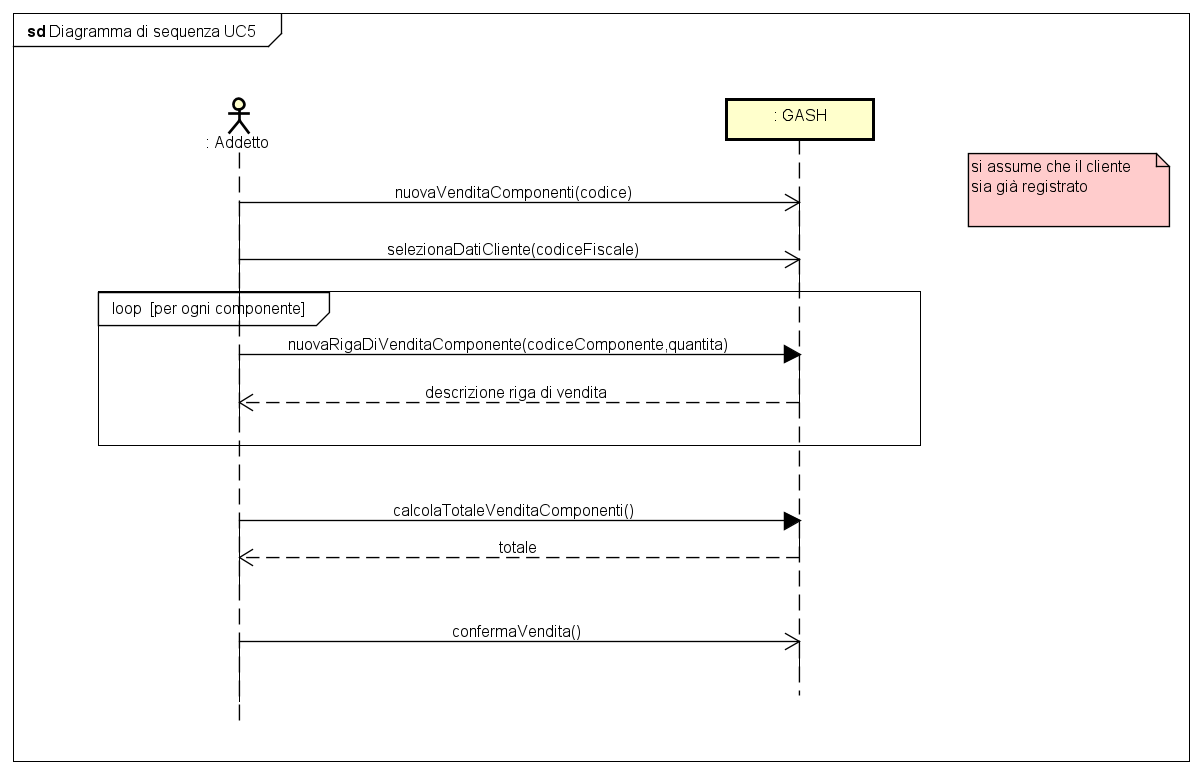 sd Diagramma di sequenza UC5
: Addetto
: GASH
si assume che il cliente
sia già registrato
nuovaVenditaComponenti(codice)
selezionaDatiCliente(codiceFiscale)
loop [per ogni componente]
nuovaRigaDiVenditaComponente(codiceComponente,quantita)
descrizione riga di vendita
calcolaTotaleVenditaComponenti()
totale
confermaVendita()